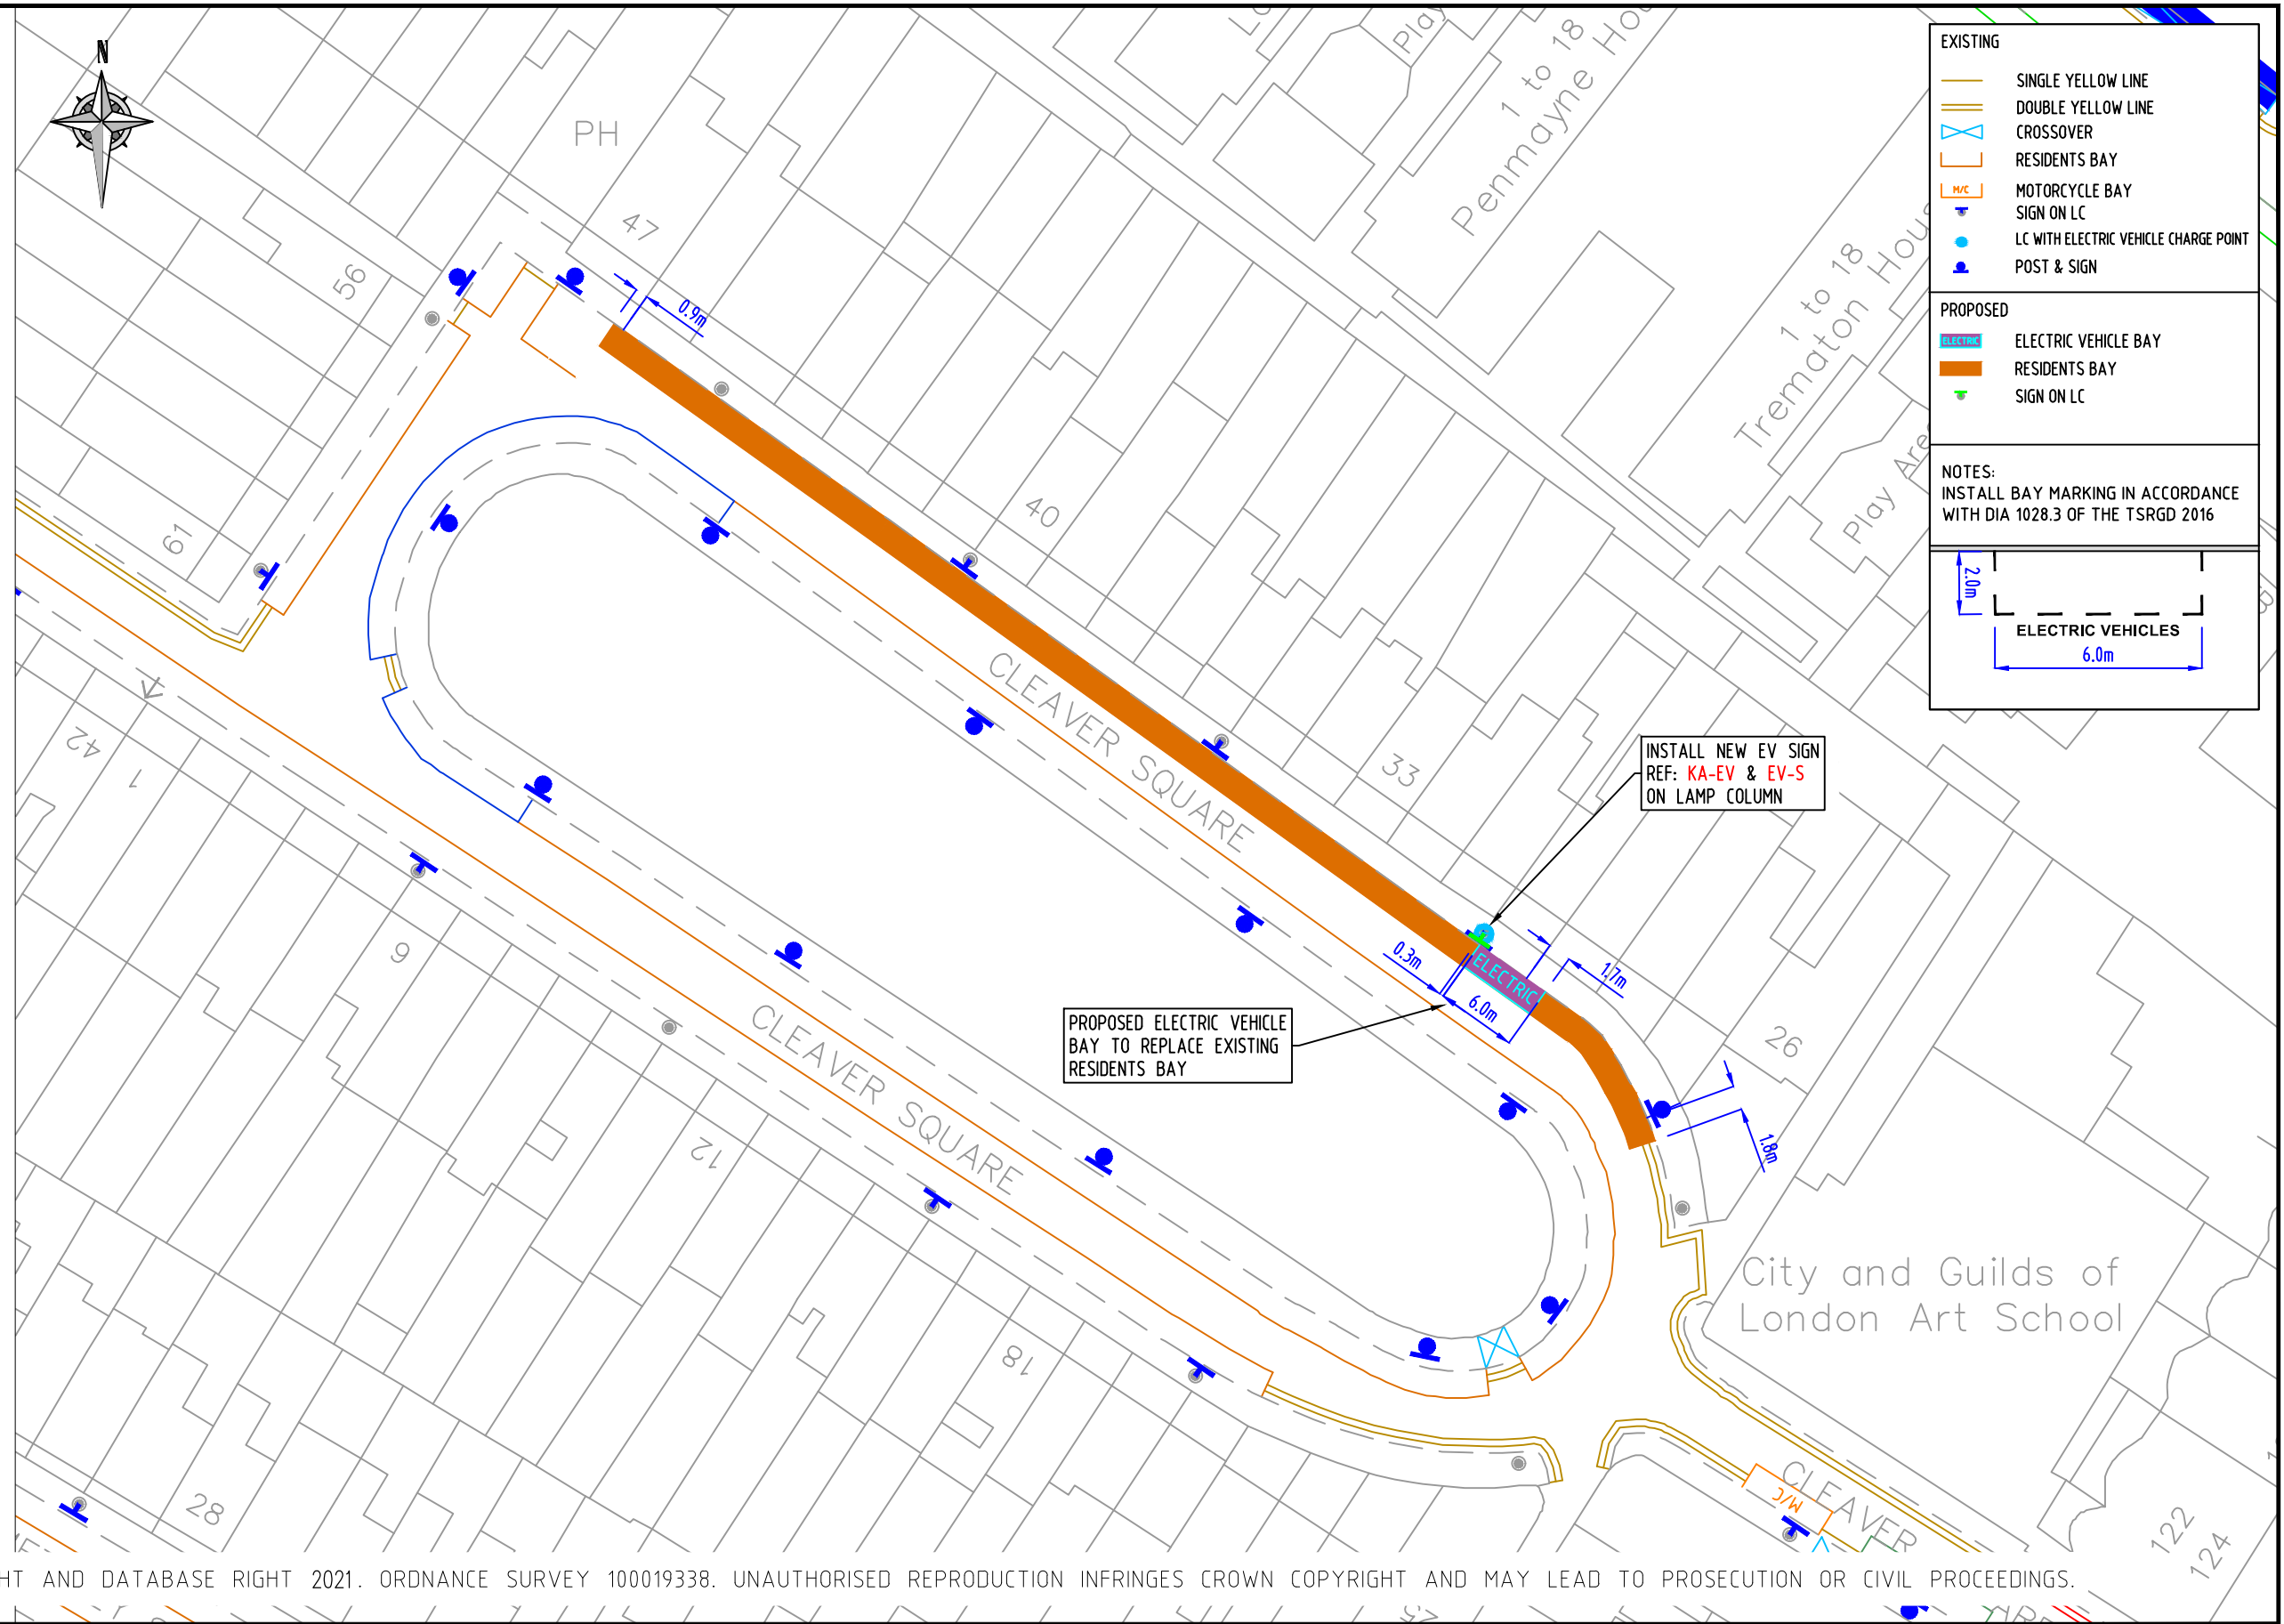 N
PH
47
56
61
0.9m
1 to 18
Penmayne
1 to 18
Trematon
Play
40
33
CLEAVER SQUARE
42
1
9
12
18
28
CLEAVER SQUARE
0.3m
6.0m
1.7m
ELECTRIC
26
1.8m
INSTALL NEW EV SIGN
REF: KA-EV & EV-S
ON LAMP COLUMN
PROPOSED ELECTRIC VEHICLE
BAY TO REPLACE EXISTING
RESIDENTS BAY
City and Guilds of
London Art School
CLEAVER
M/C
122
124
EXISTING
SINGLE YELLOW LINE
DOUBLE YELLOW LINE
CROSSOVER
RESIDENTS BAY
M/C MOTORCYCLE BAY
SIGN ON LC
LC WITH ELECTRIC VEHICLE CHARGE POINT
POST & SIGN
PROPOSED
ELECTRIC ELECTRIC VEHICLE BAY
RESIDENTS BAY
SIGN ON LC
NOTES:
INSTALL BAY MARKING IN ACCORDANCE
WITH DIA 1028.3 OF THE TSRGD 2016
2.0m
ELECTRIC VEHICLES
6.0m
HT AND DATABASE RIGHT 2021. ORDNANCE SURVEY 100019338. UNAUTHORISED REPRODUCTION INFRINGES CROWN COPYRIGHT AND MAY LEAD TO PROSECUTION OR CIVIL PROCEEDINGS.